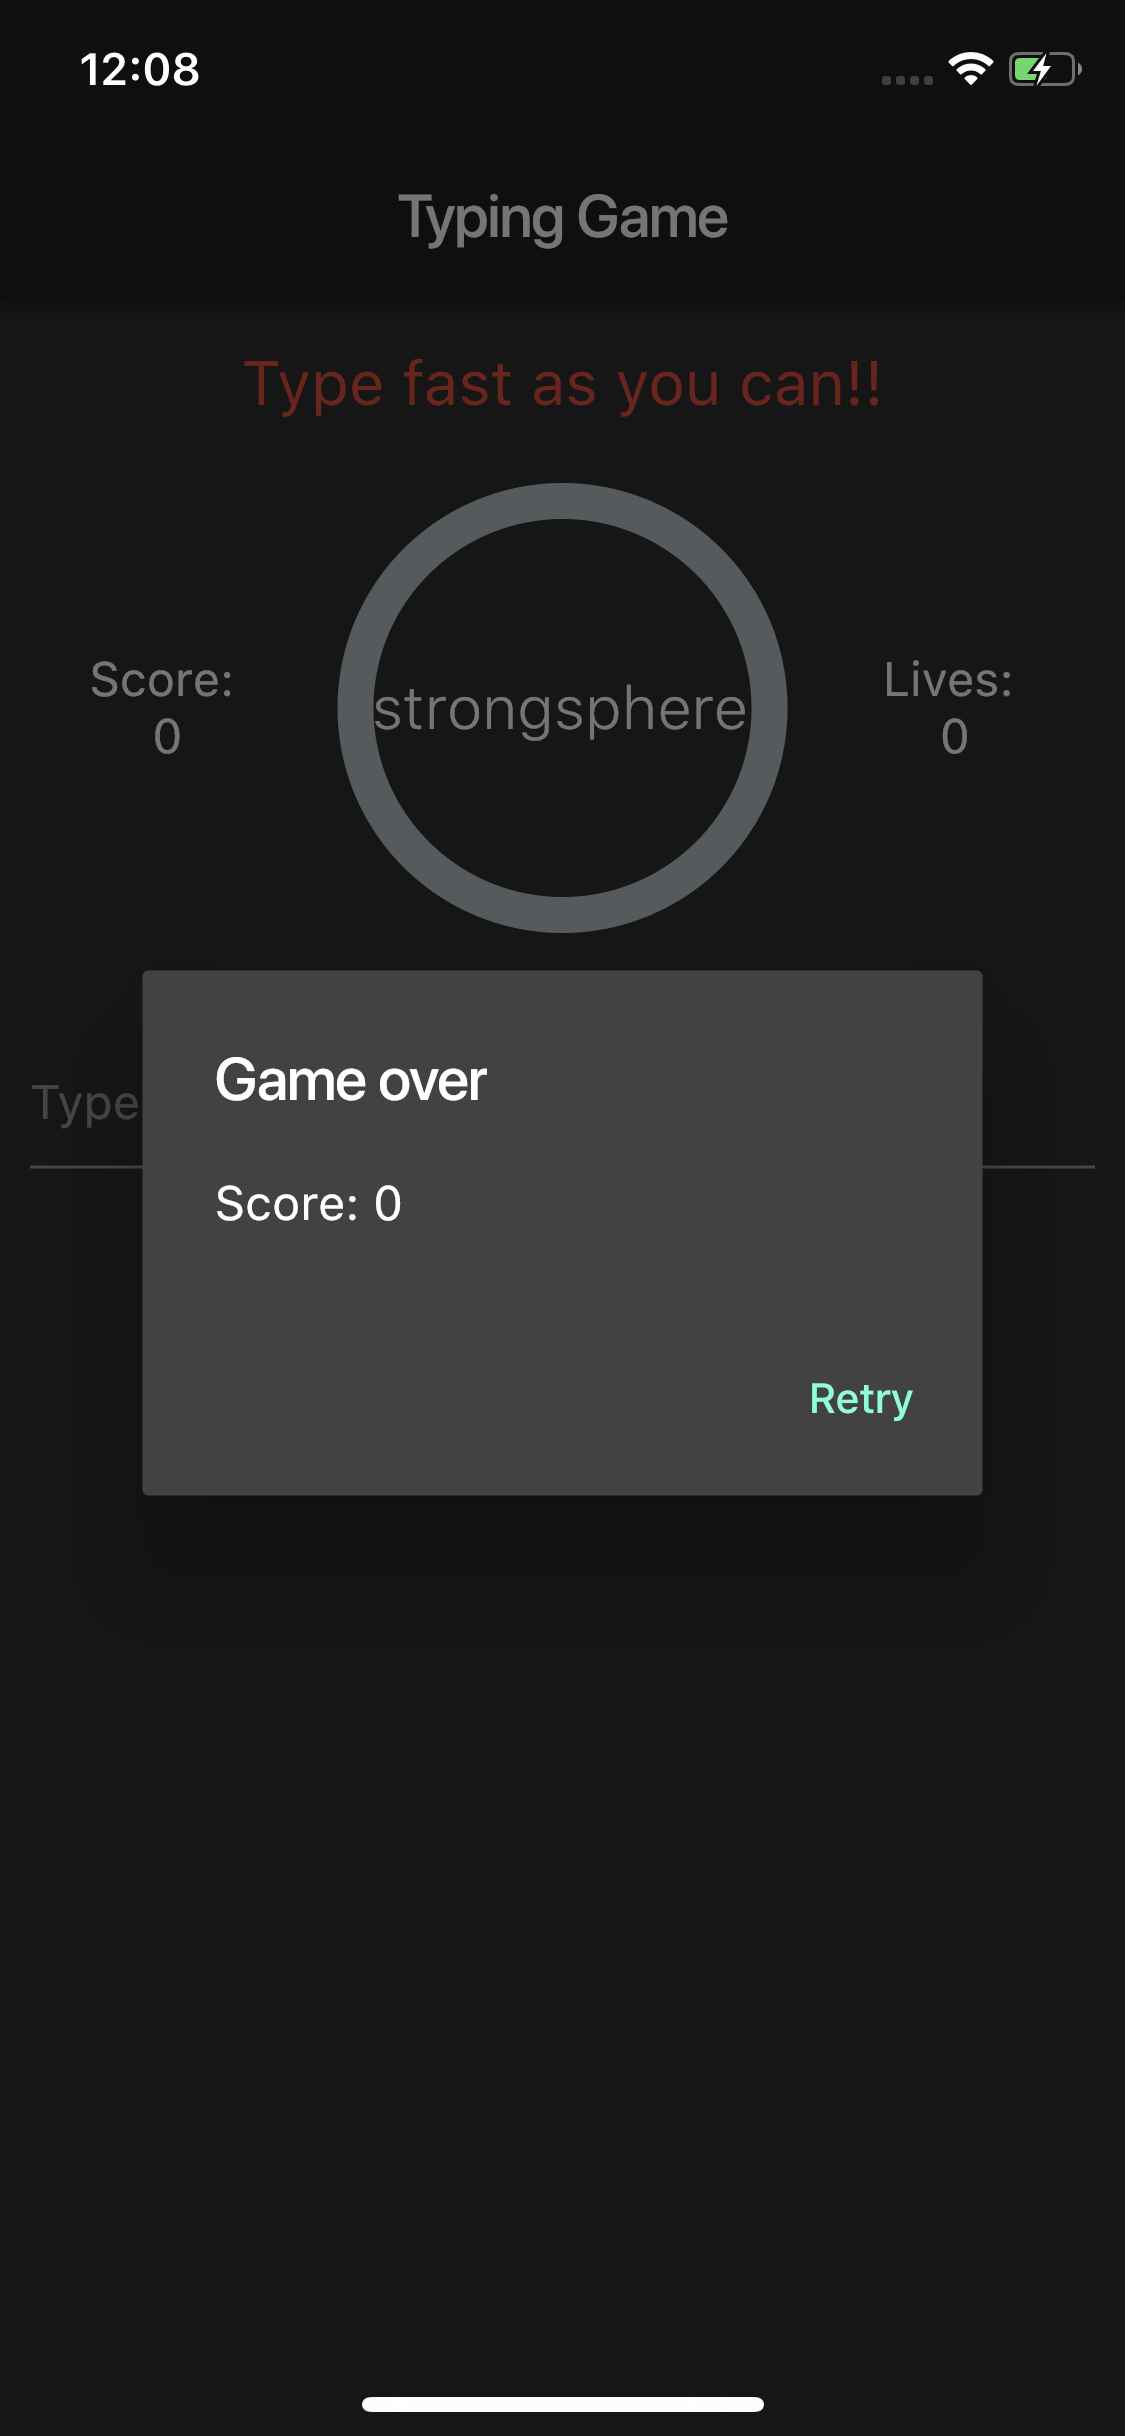 12:08
Typing Game
Type fast as you can!!
Score:
0
strongsphere
Lives:
0
Type
Game over
Score: 0
Retry